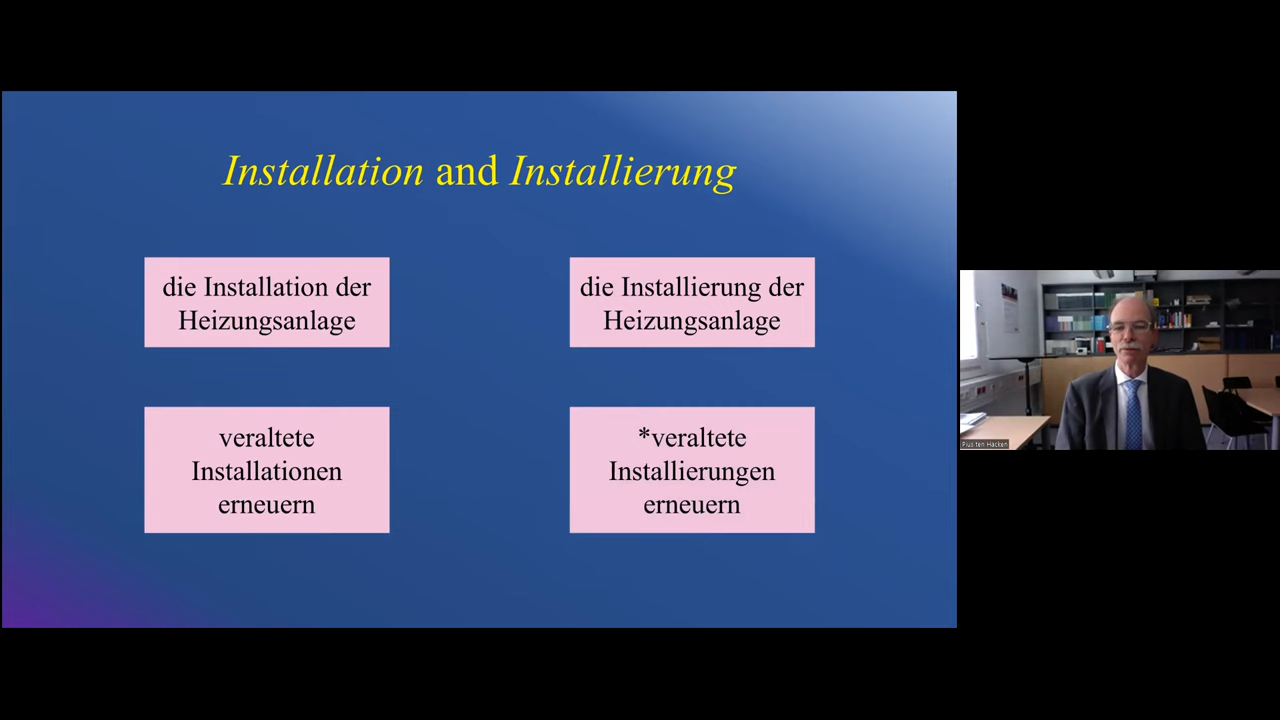 Installation and Installierung
die Installation der
Heizungsanlage
die Installierung der
Heizungsanlage
veraltete
Installationen
erneuern
*veraltete
Installierungen
erneuern
Pius ten Hacken